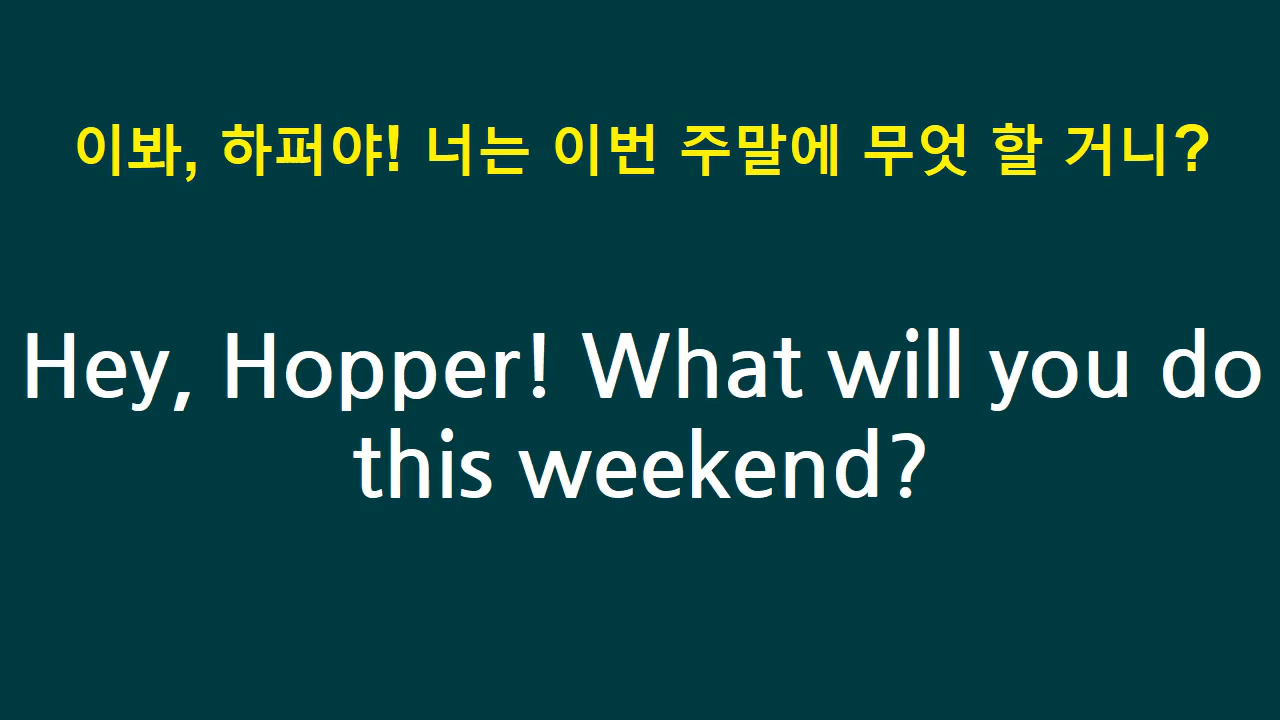 이봐, 하퍼야! 너는 이번 주말에 무엇 할 거니?
Hey, Hopper! What will you do
this weekend?